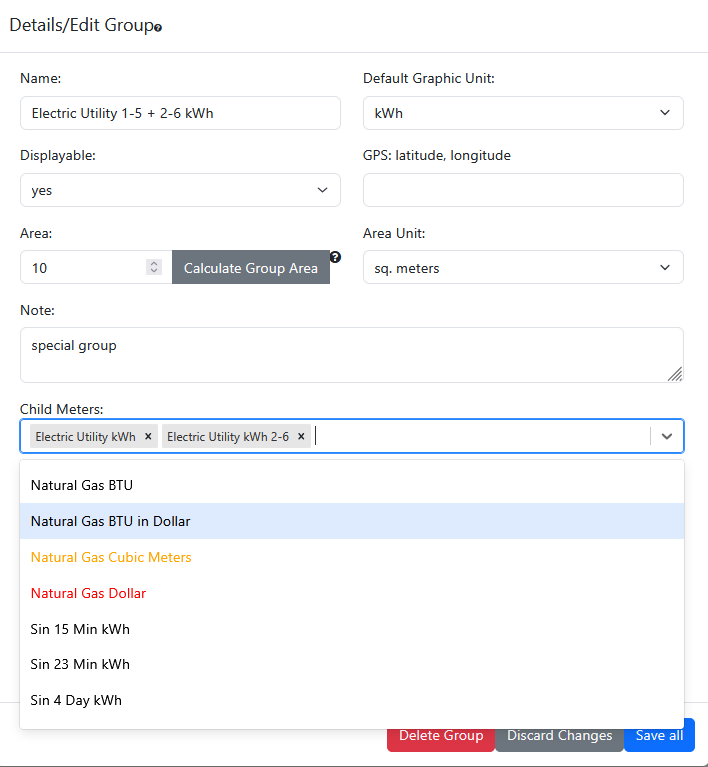 Details/Edit Group
Name: Default Graphic Unit:
Electric Utility 1-5 + 2-6 kWh kWh
Displayable: GPS: latitude, longitude
yes
Area: Area Unit:
10 Calculate Group Area ? sq. meters
Note:
special group
Child Meters:
Electric Utility kWh × Electric Utility kWh 2-6 ×
Natural Gas BTU
Natural Gas BTU in Dollar
Natural Gas Cubic Meters
Natural Gas Dollar
Sin 15 Min kWh
Sin 23 Min kWh
Sin 4 Day kWh
Delete Group Discard Changes Save all